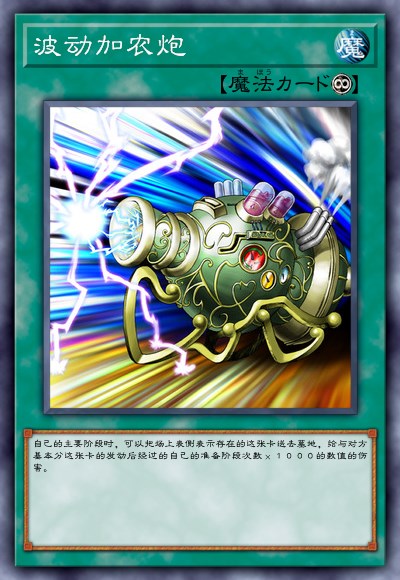 波动加农炮
魔
【魔法カード】
まほう
自己的主要阶段时，可以把场上表侧表示存在的这张卡送去墓地，给与对方
基本分这张卡的发动后经过的自己的准备阶段次数×１０００的数值的伤
害。